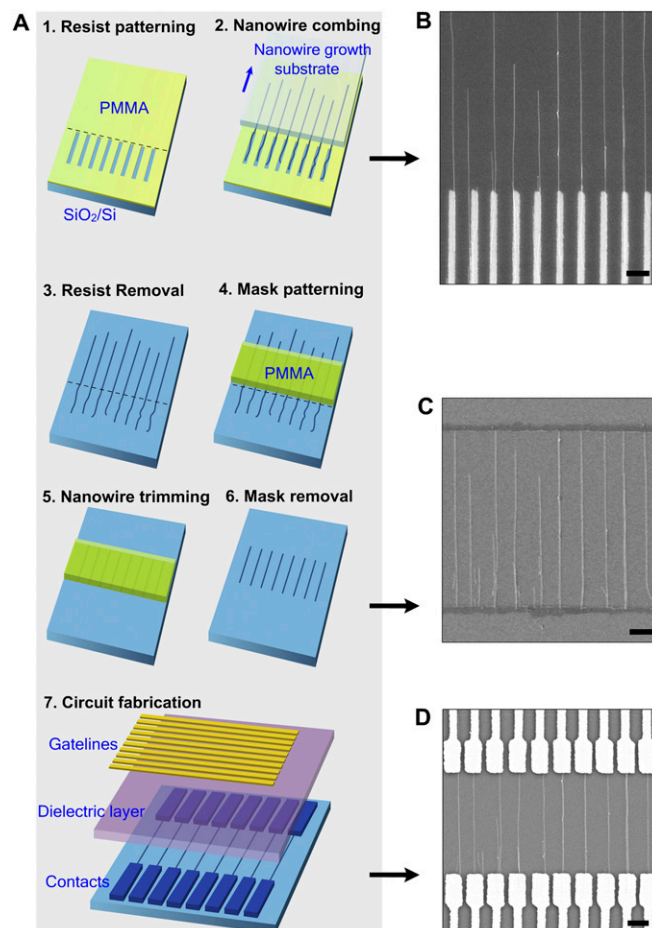 A
1. Resist patterning
2. Nanowire combing
Nanowire growth
substrate
PMMA
SiO₂/Si
B
3. Resist Removal
4. Mask patterning
PMMA
C
5. Nanowire trimming
6. Mask removal
7. Circuit fabrication
Gatelines
Dielectric layer
Contacts
D